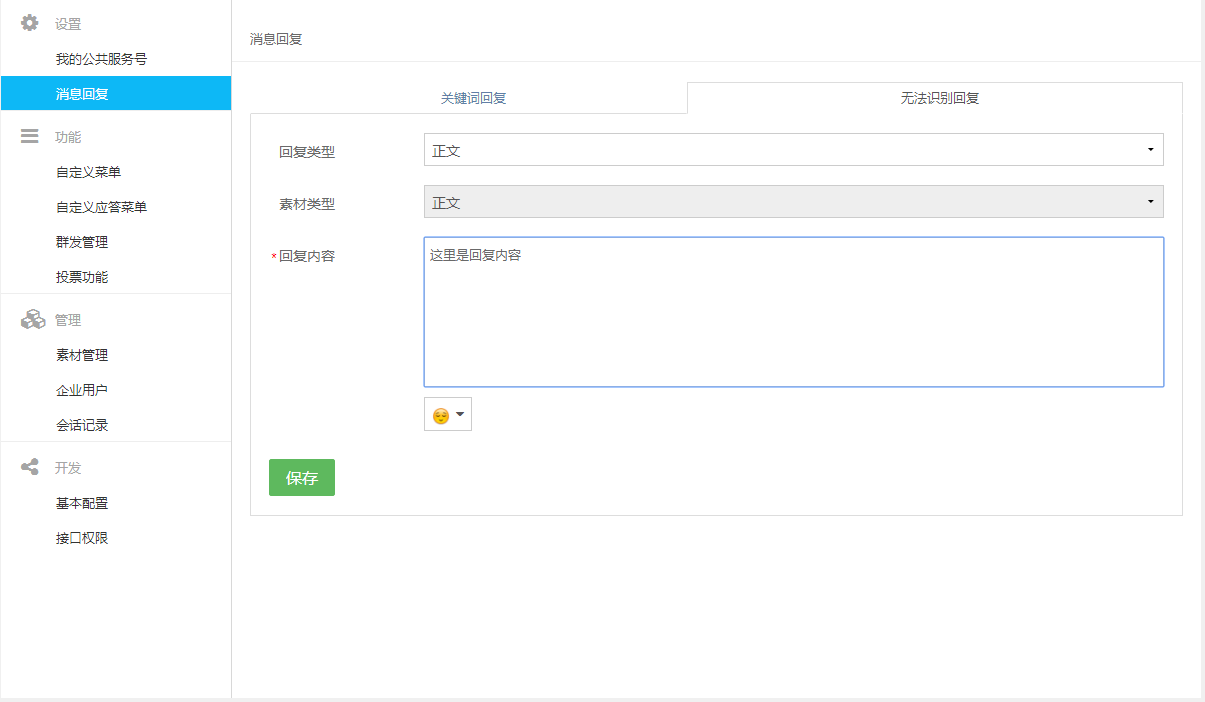 设置
我的公共服务号
消息回复
功能
自定义菜单
自定义应答菜单
群发管理
投票功能
管理
素材管理
企业用户
会话记录
开发
基本配置
接口权限
消息回复
关键词回复
无法识别回复
回复类型
正文
素材类型
正文
*回复内容
这里是回复内容
保存